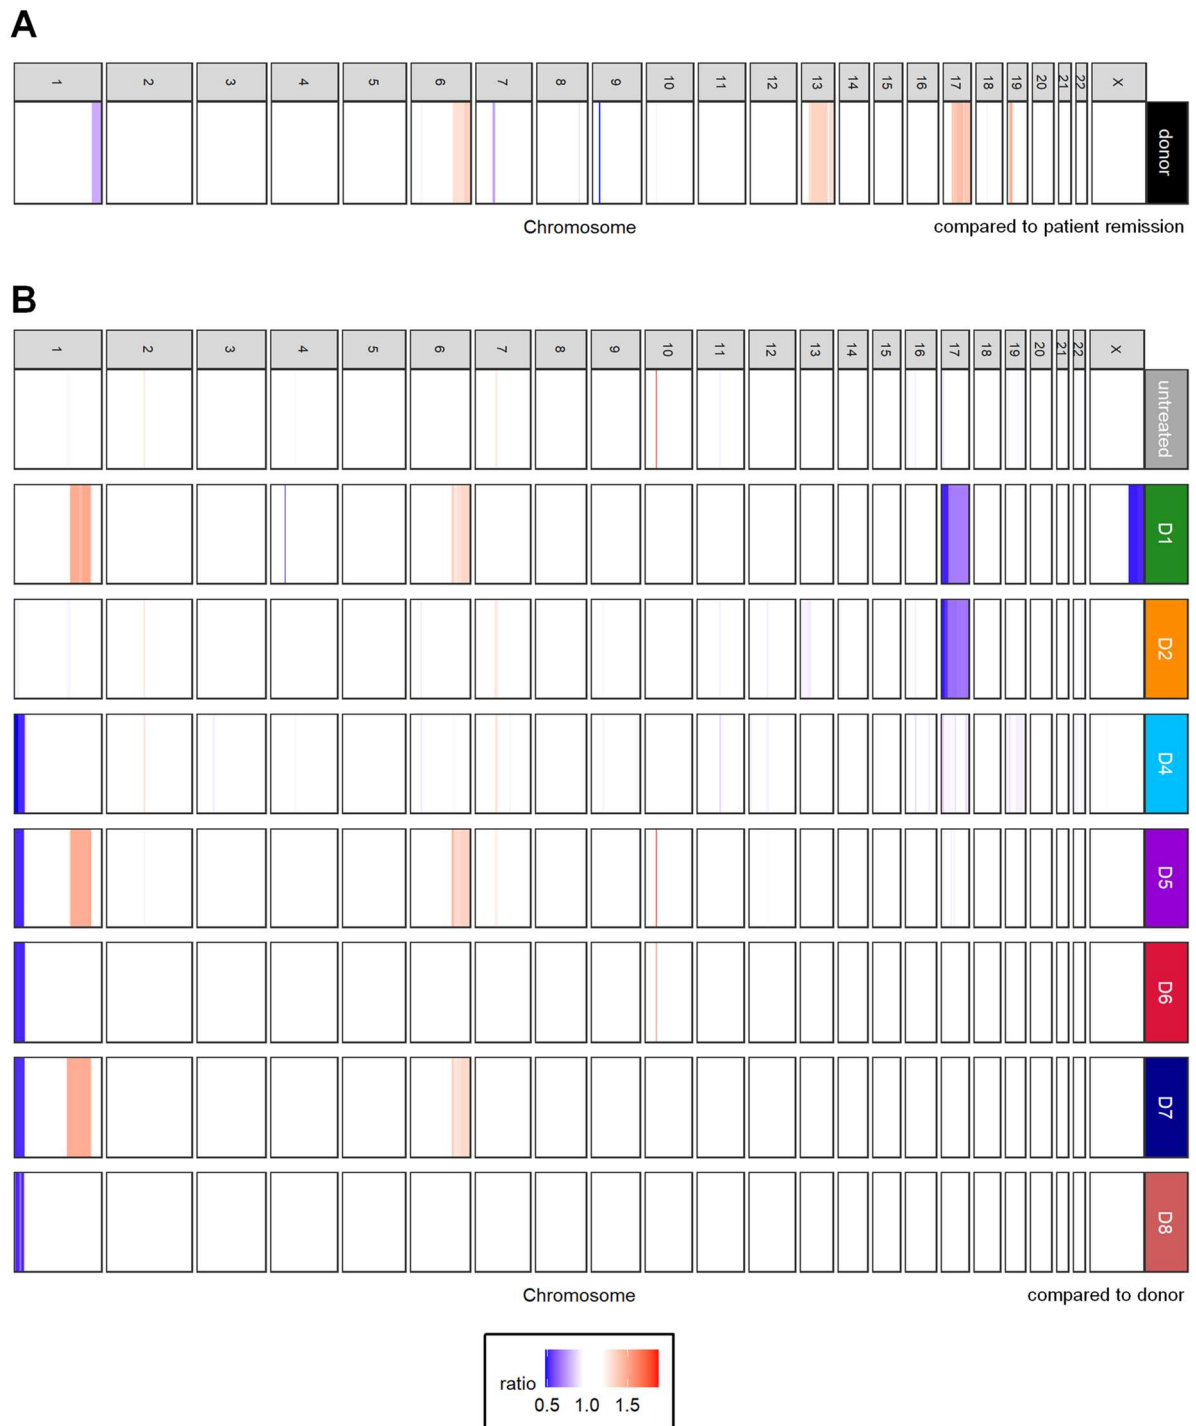 A
1 2 3 4 5 6 7 8 9 10 11 12 13 14 15 16 17 18 19 20 21 22 X
donor
Chromosome compared to patient remission
B
1 2 3 4 5 6 7 8 9 10 11 12 13 14 15 16 17 18 19 20 21 22 X
untreated
D1
D2
D4
D5
D6
D7
D8
Chromosome compared to donor
ratio
0.5 1.0 1.5